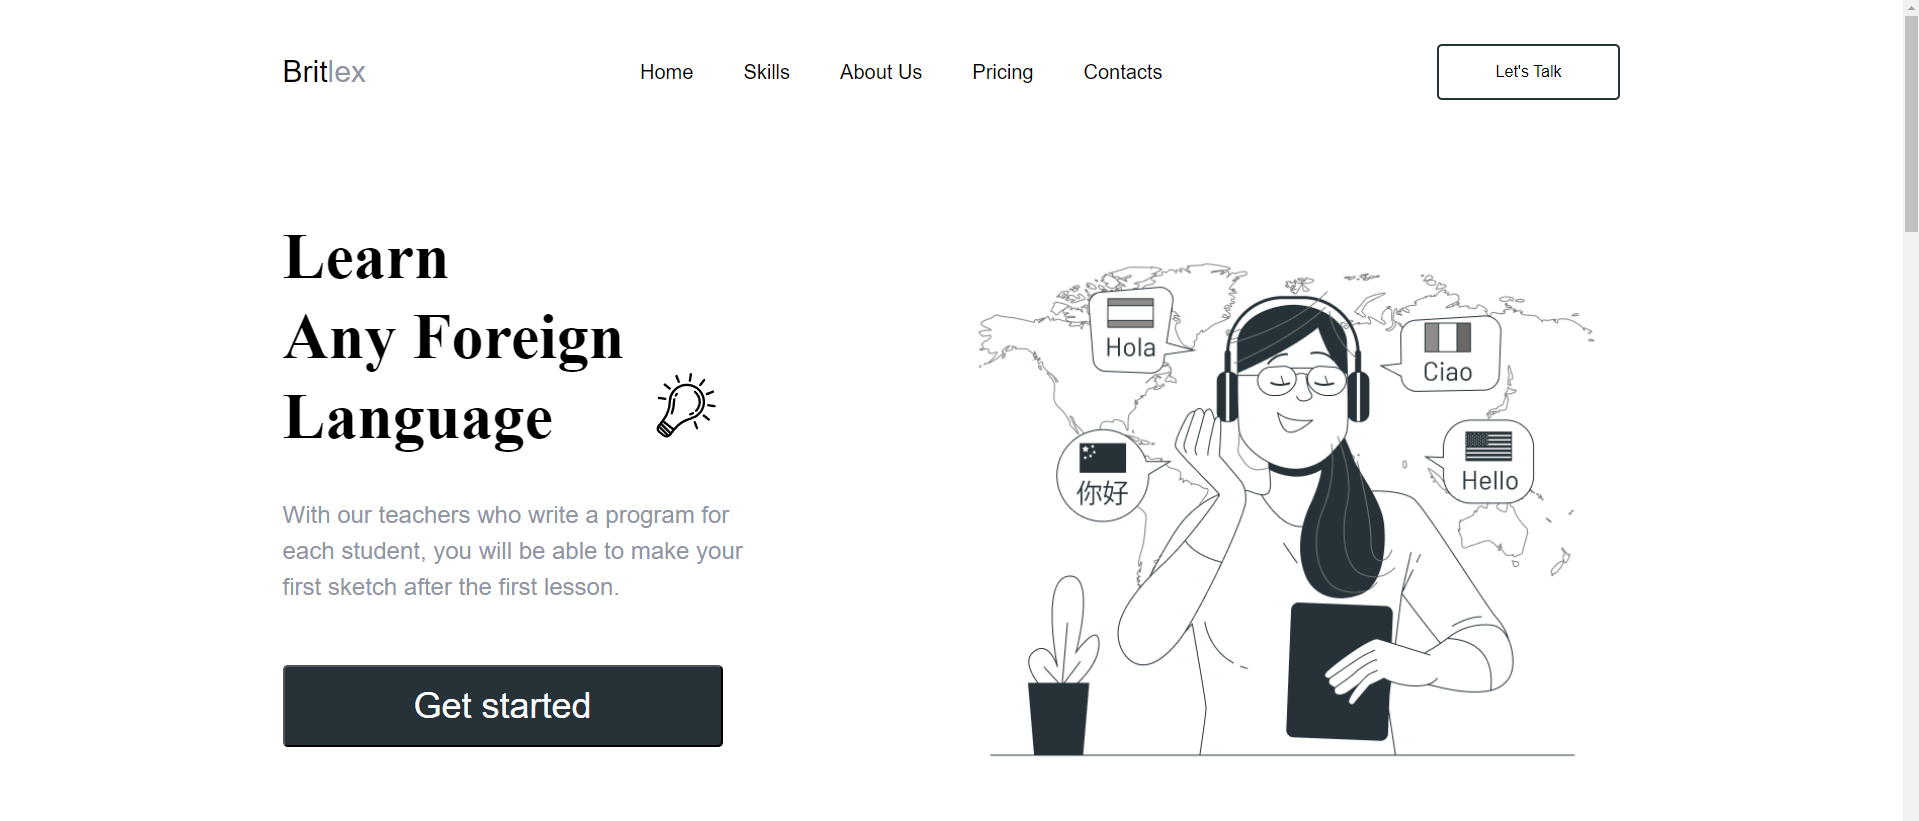 Britlex
Home Skills About Us Pricing Contacts
Let's Talk
Learn
Any Foreign
Language
With our teachers who write a program for
each student, you will be able to make your
first sketch after the first lesson.
Get started
Hola
Ciao
你好
Hello